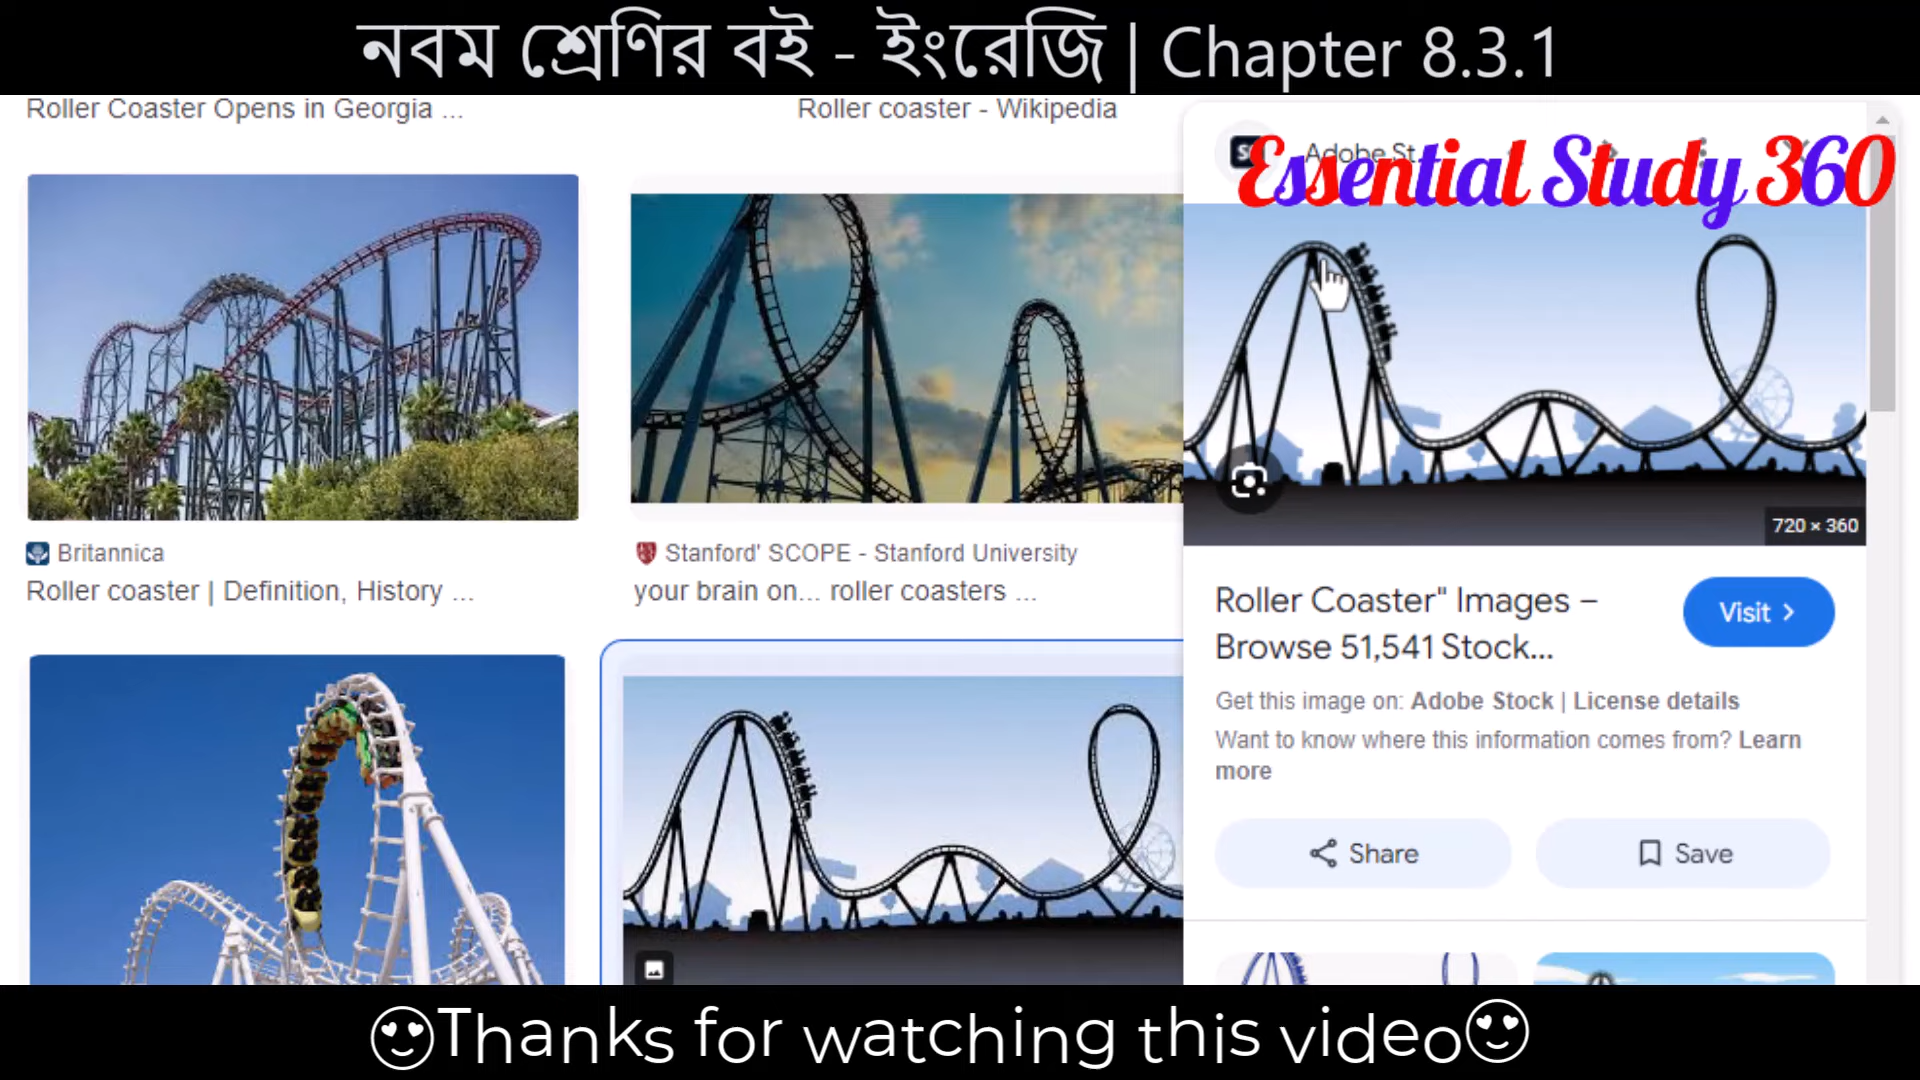 নবম শ্রেণির বই - ইংরেজি | Chapter 8.3.1
Roller Coaster Opens in Georgia ...
Roller coaster - Wikipedia
Adobe St...
Essential Study 360
720 × 360
Britannica
Roller coaster | Definition, History ...
Stanford' SCOPE - Stanford University
your brain on... roller coasters ...
Roller Coaster" Images –
Browse 51,541 Stock...
Visit >
Get this image on: Adobe Stock | License details
Want to know where this information comes from? Learn
more
Share
Save
😍Thanks for watching this video😍